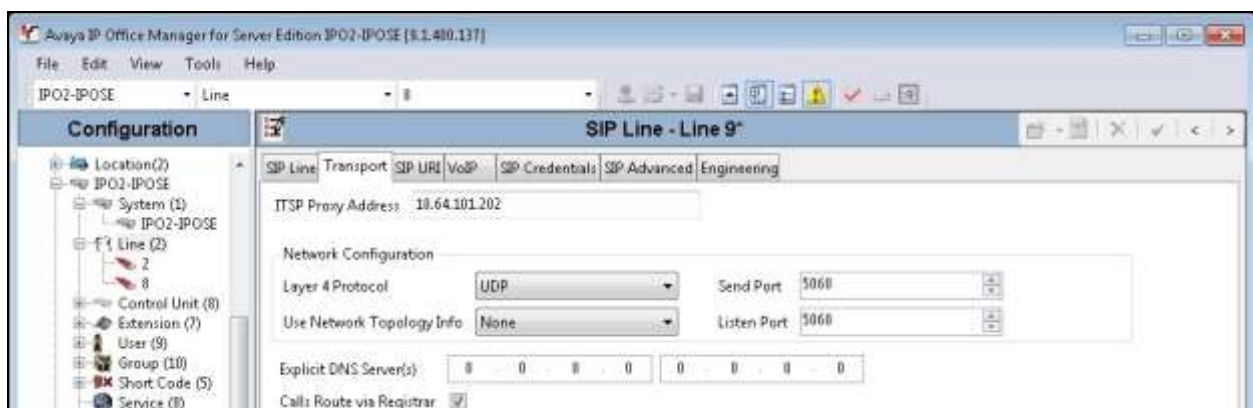 Avaya IP Office Manager for Server Edition IPO2-IPOSE [9.1.400.137]
File Edit View Tools Help
IPO2-IPOSE Line 8
Configuration
SIP Line - Line 9*
Location(2)
IPO2-IPOSE
System (1)
IPO2-IPOSE
Line (2)
2
8
Control Unit (8)
Extension (7)
User (9)
Group (10)
Short Code (5)
Service (0)
SIP Line Transport SIP URI VoIP SIP Credentials SIP Advanced Engineering
ITSP Proxy Address 10.64.101.202
Network Configuration
Layer 4 Protocol UDP Send Port 5060
Use Network Topology Info None Listen Port 5060
Explicit DNS Server(s) 0 . 0 . 0 . 0 0 . 0 . 0 . 0
Calls Route via Registrar